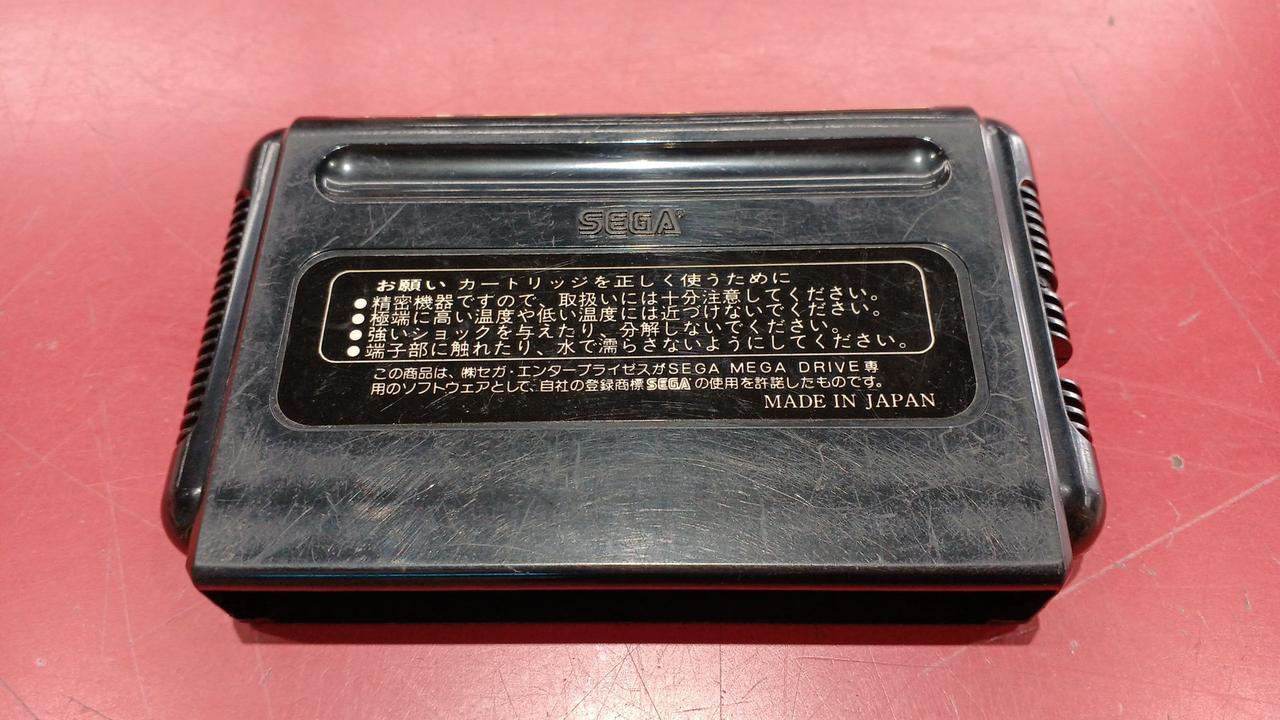 SEGA®
お願い カートリッジを正しく使うために
●精密機器ですので、取扱いには十分注意してください。
●極端に高い温度や低い温度には近づけないでください。
●強いショックを与えたり、分解しないでください。
●端子部に触れたり、水で濡らさないようにしてください。
この商品は、㈱セガ・エンタープライゼスがSEGA MEGA DRIVE専
用のソフトウェアとして、自社の登録商標SEGAの使用を許諾したものです。
MADE IN JAPAN